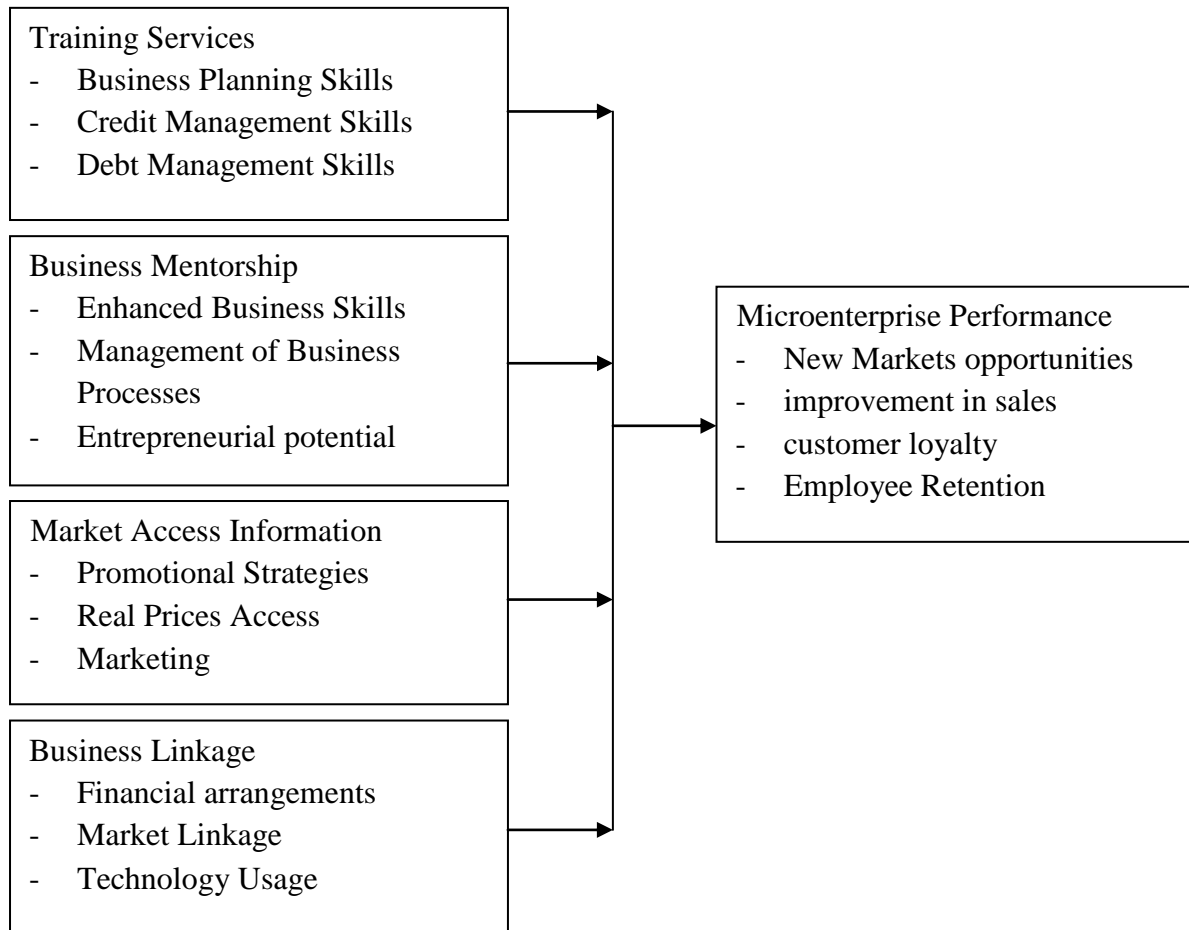 Training Services
- Business Planning Skills
- Credit Management Skills
- Debt Management Skills
Business Mentorship
- Enhanced Business Skills
- Management of Business
Processes
- Entrepreneurial potential
Market Access Information
- Promotional Strategies
- Real Prices Access
- Marketing
Business Linkage
- Financial arrangements
- Market Linkage
- Technology Usage
Microenterprise Performance
- New Markets opportunities
- improvement in sales
- customer loyalty
- Employee Retention